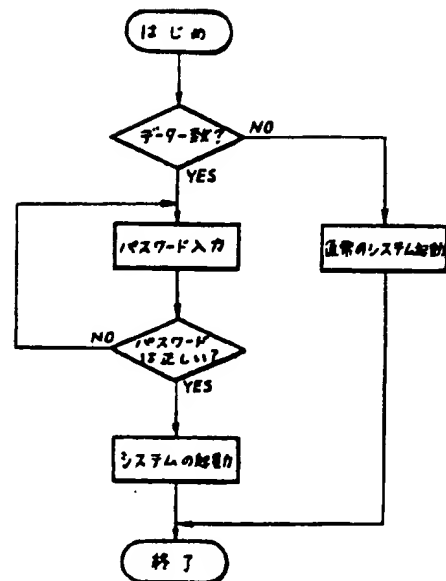 はじめ
データ一致?
NO
YES
パスワード入力
通常のシステム起動
NO
パスワード
は正しい?
YES
システムの起動
終了